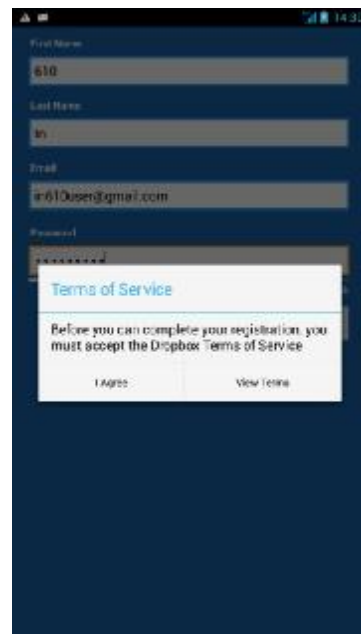 14:3
First Name
610
Last Name
In
Email
in610user@gmail.com
Password
Terms of Service
Before you can complete your registration, you
must accept the Dropbox Terms of Service
I Agree
View Terms